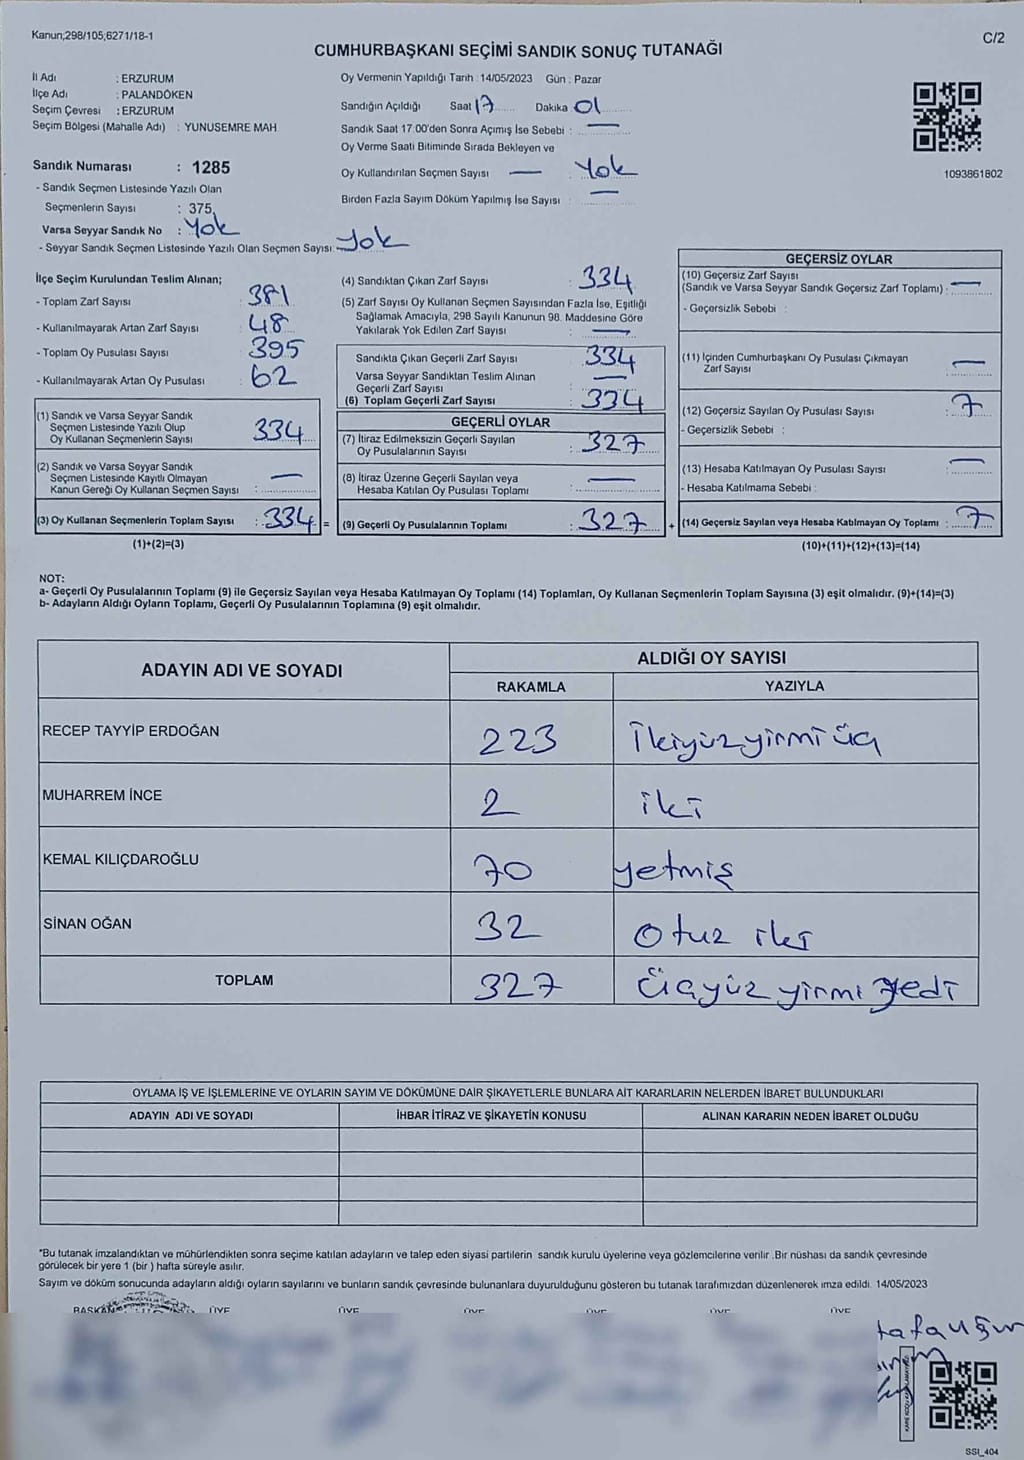 Kanun;298/105,6271/18-1
C/2
CUMHURBAŞKANI SEÇİMİ SANDIK SONUÇ TUTANAĞI
İl Adı : ERZURUM
İlçe Adı : PALANDÖKEN
Seçim Çevresi : ERZURUM
Seçim Bölgesi (Mahalle Adı) : YUNUSEMRE MAH
Sandık Numarası : 1285
- Sandık Seçmen Listesinde Yazılı Olan
Seçmenlerin Sayısı : 375
Varsa Seyyar Sandık No : Yok
- Seyyar Sandık Seçmen Listesinde Yazılı Olan Seçmen Sayısı: Yok
Oy Vermenin Yapıldığı Tarih : 14/05/2023 Gün : Pazar
Sandığın Açıldığı Saat 17 Dakika 01
Sandık Saat 17.00'den Sonra Açımış İse Sebebi : —
Oy Verme Saati Bitiminde Sırada Bekleyen ve
Oy Kullandırılan Seçmen Sayısı — : Yok
Birden Fazla Sayım Döküm Yapılmış İse Sayısı : —
1093861802
İlçe Seçim Kurulundan Teslim Alınan;
- Toplam Zarf Sayısı 381
- Kullanılmayarak Artan Zarf Sayısı 48
- Toplam Oy Pusulası Sayısı 395
- Kullanılmayarak Artan Oy Pusulası 62
(1) Sandık ve Varsa Seyyar Sandık
Seçmen Listesinde Yazılı Olup
Oy Kullanan Seçmenlerin Sayısı 334
(2) Sandık ve Varsa Seyyar Sandık
Seçmen Listesinde Kayıtlı Olmayan
Kanun Gereği Oy Kullanan Seçmen Sayısı : —
(3) Oy Kullanan Seçmenlerin Toplam Sayısı : 334 =
(1)+(2)=(3)
(4) Sandıktan Çıkan Zarf Sayısı : 334
(5) Zarf Sayısı Oy Kullanan Seçmen Sayısından Fazla İse, Eşitliği
Sağlamak Amacıyla, 298 Sayılı Kanunun 98. Maddesine Göre
Yakılarak Yok Edilen Zarf Sayısı : —
Sandıkta Çıkan Geçerli Zarf Sayısı : 334
Varsa Seyyar Sandıktan Teslim Alınan
Geçerli Zarf Sayısı : —
(6) Toplam Geçerli Zarf Sayısı : 334
GEÇERLİ OYLAR
(7) İtiraz Edilmeksizin Geçerli Sayılan
Oy Pusulalarının Sayısı : 327
(8) İtiraz Üzerine Geçerli Sayılan veya
Hesaba Katılan Oy Pusulası Toplamı : —
(9) Geçerli Oy Pusulalarının Toplamı : 327 +
GEÇERSİZ OYLAR
(10) Geçersiz Zarf Sayısı
(Sandık ve Varsa Seyyar Sandık Geçersiz Zarf Toplamı) : —
- Geçersizlik Sebebi :
(11) İçinden Cumhurbaşkanı Oy Pusulası Çıkmayan
Zarf Sayısı : —
(12) Geçersiz Sayılan Oy Pusulası Sayısı : 7
- Geçersizlik Sebebi :
(13) Hesaba Katılmayan Oy Pusulası Sayısı : —
- Hesaba Katılmama Sebebi :
(14) Geçersiz Sayılan veya Hesaba Katılmayan Oy Toplamı : 7
(10)+(11)+(12)+(13)=(14)
NOT:
a- Geçerli Oy Pusulalarının Toplamı (9) ile Geçersiz Sayılan veya Hesaba Katılmayan Oy Toplamı (14) Toplamları, Oy Kullanan Seçmenlerin Toplam Sayısına (3) eşit olmalıdır. (9)+(14)=(3)
b- Adayların Aldığı Oyların Toplamı, Geçerli Oy Pusulalarının Toplamına (9) eşit olmalıdır.
ADAYIN ADI VE SOYADI ALDIĞI OY SAYISI
RAKAMLA YAZIYLA
RECEP TAYYİP ERDOĞAN 223 İkiyüzyirmi üç
MUHARREM İNCE 2 iki
KEMAL KILIÇDAROĞLU 70 yetmiş
SİNAN OĞAN 32 Otuz iki
TOPLAM 327 Üçyüz yirmi yedi
OYLAMA İŞ VE İŞLEMLERİNE VE OYLARIN SAYIM VE DÖKÜMÜNE DAİR ŞİKAYETLERLE BUNLARA AİT KARARLARIN NELERDEN İBARET BULUNDUKLARI
ADAYIN ADI VE SOYADI İHBAR İTİRAZ VE ŞİKAYETİN KONUSU ALINAN KARARIN NEDEN İBARET OLDUĞU
"Bu tutanak imzalandıktan ve mühürlendikten sonra seçime katılan adayların ve talep eden siyasi partilerin sandık kurulu üyelerine veya gözlemcilerine verilir .Bir nüshası da sandık çevresinde
görülecek bir yere 1 (bir ) hafta süreyle asılır.
Sayım ve döküm sonucunda adayların aldığı oyların sayılarını ve bunların sandık çevresinde bulunanlara duyurulduğunu gösteren bu tutanak tarafımızdan düzenlenerek imza edildi. 14/05/2023
BAŞKAN ÜYE ÜYE ÜYE ÜYE ÜYE ÜYE
SSI_404